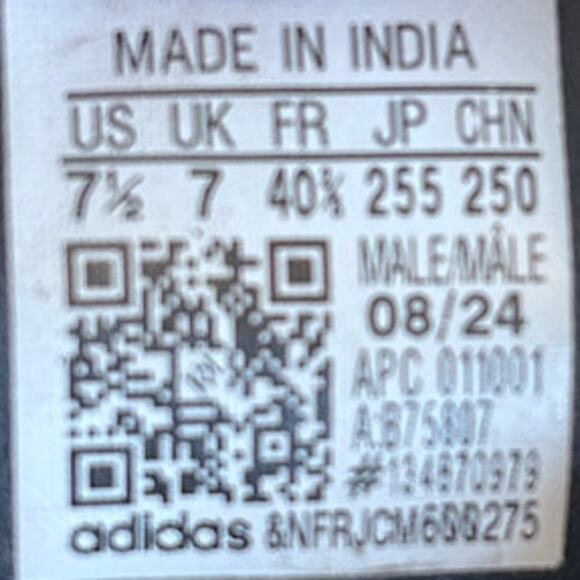 MADE IN INDIA
US UK FR JP CHN
7½ 7 40⅔ 255 250
MALE/MÂLE
08/24
APC 011001
A:B75807
adidas &NFRJCM600275